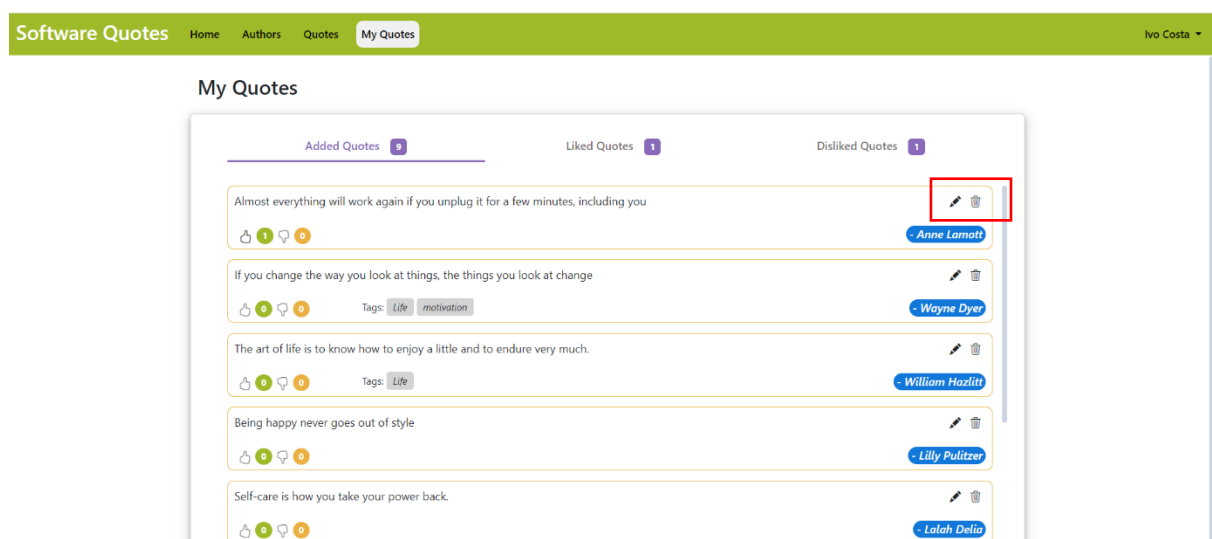 Software Quotes Home Authors Quotes My Quotes Ivo Costa
My Quotes
Added Quotes 9 Liked Quotes 1 Disliked Quotes 1
Almost everything will work again if you unplug it for a few minutes, including you
1 0 - Anne Lamott
If you change the way you look at things, the things you look at change
0 0 Tags: Life motivation - Wayne Dyer
The art of life is to know how to enjoy a little and to endure very much.
0 0 Tags: Life - William Hazlitt
Being happy never goes out of style
0 0 - Lilly Pulitzer
Self-care is how you take your power back.
0 0 - Lalah Delia